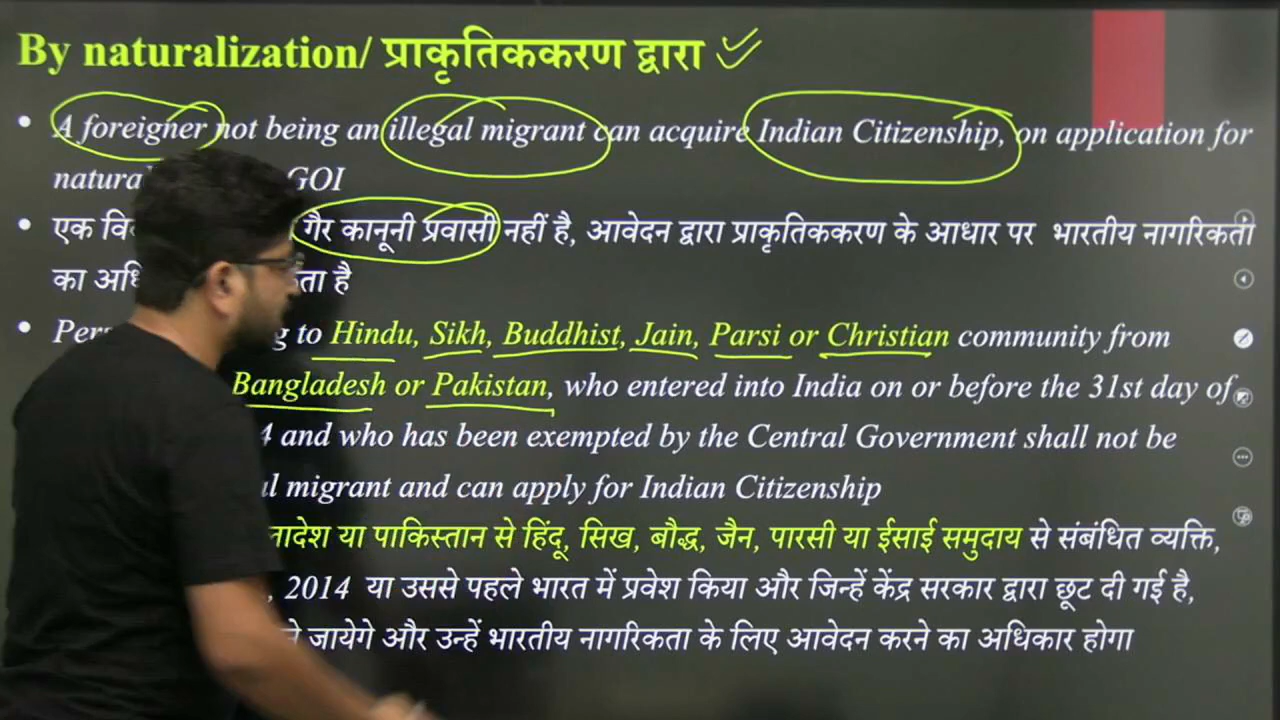 By naturalization/ प्राकृतिककरण द्वारा
• A foreigner not being an illegal migrant can acquire Indian Citizenship, on application for
GOI
• एक गैर कानूनी प्रवासी नहीं है, आवेदन द्वारा प्राकृतिककरण के आधार पर भारतीय नागरिकता
का है
• to Hindu, Sikh, Buddhist, Jain, Parsi or Christian community from
Bangladesh or Pakistan, who entered into India on or before the 31st day of
and who has been exempted by the Central Government shall not be
migrant and can apply for Indian Citizenship
या पाकिस्तान से हिंदू, सिख, बौद्ध, जैन, पारसी या ईसाई समुदाय से संबंधित व्यक्ति,
, 2014 या उससे पहले भारत में प्रवेश किया और जिन्हें केंद्र सरकार द्वारा छूट दी गई है,
जायेगे और उन्हें भारतीय नागरिकता के लिए आवेदन करने का अधिकार होगा